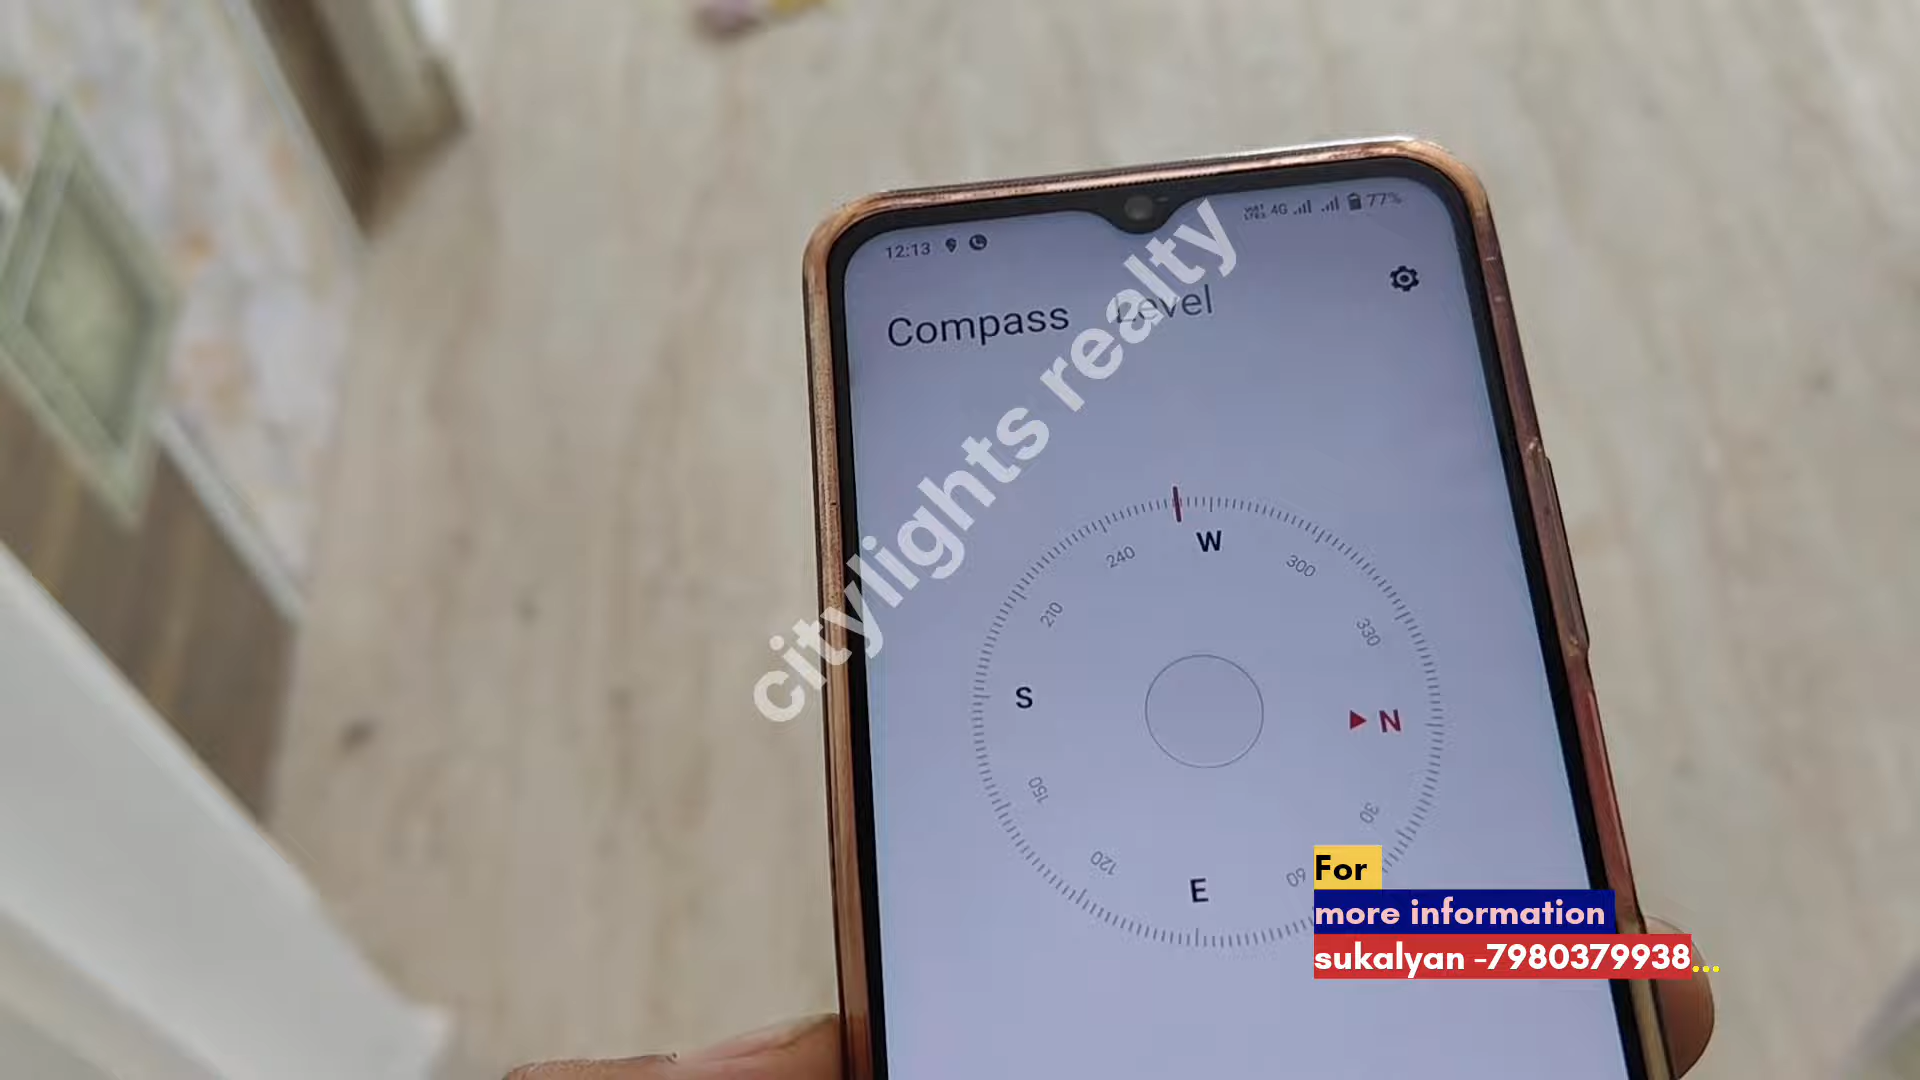 12:13
4G 77%
Compass Level
W
240
300
210
330
S
N
150
30
120
60
E
citylights realty
For
more information
sukalyan -7980379938...